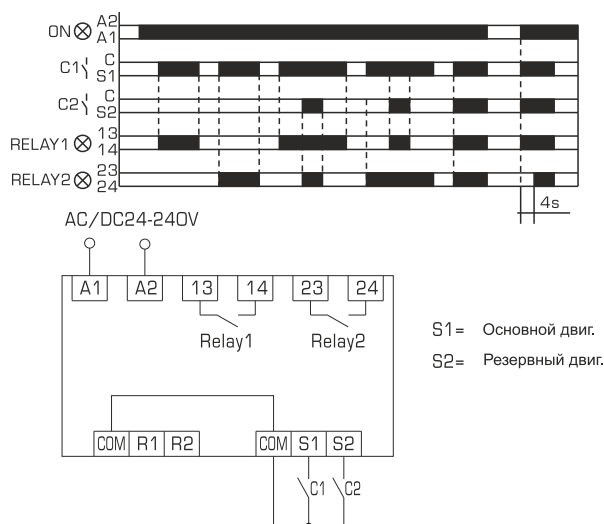 ON A2
A1
C1 C
S1
C2 C
S2
RELAY1 13
14
RELAY2 23
24
4s
AC/DC24-240V
A1 A2 13 14 23 24
Relay1 Relay2
S1= Основной двиг.
S2= Резервный двиг.
COM R1 R2 COM S1 S2
C1 C2